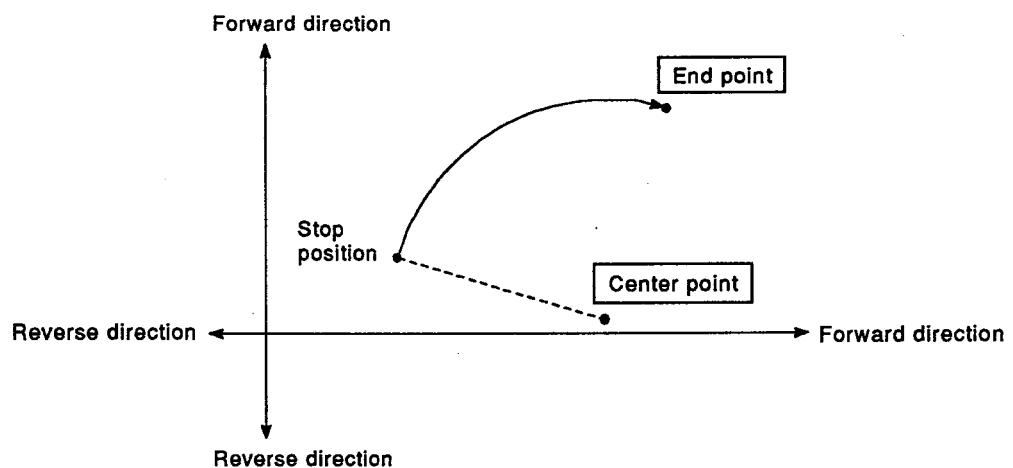 Forward direction
End point
Stop
position
Center point
Reverse direction
Forward direction
Reverse direction